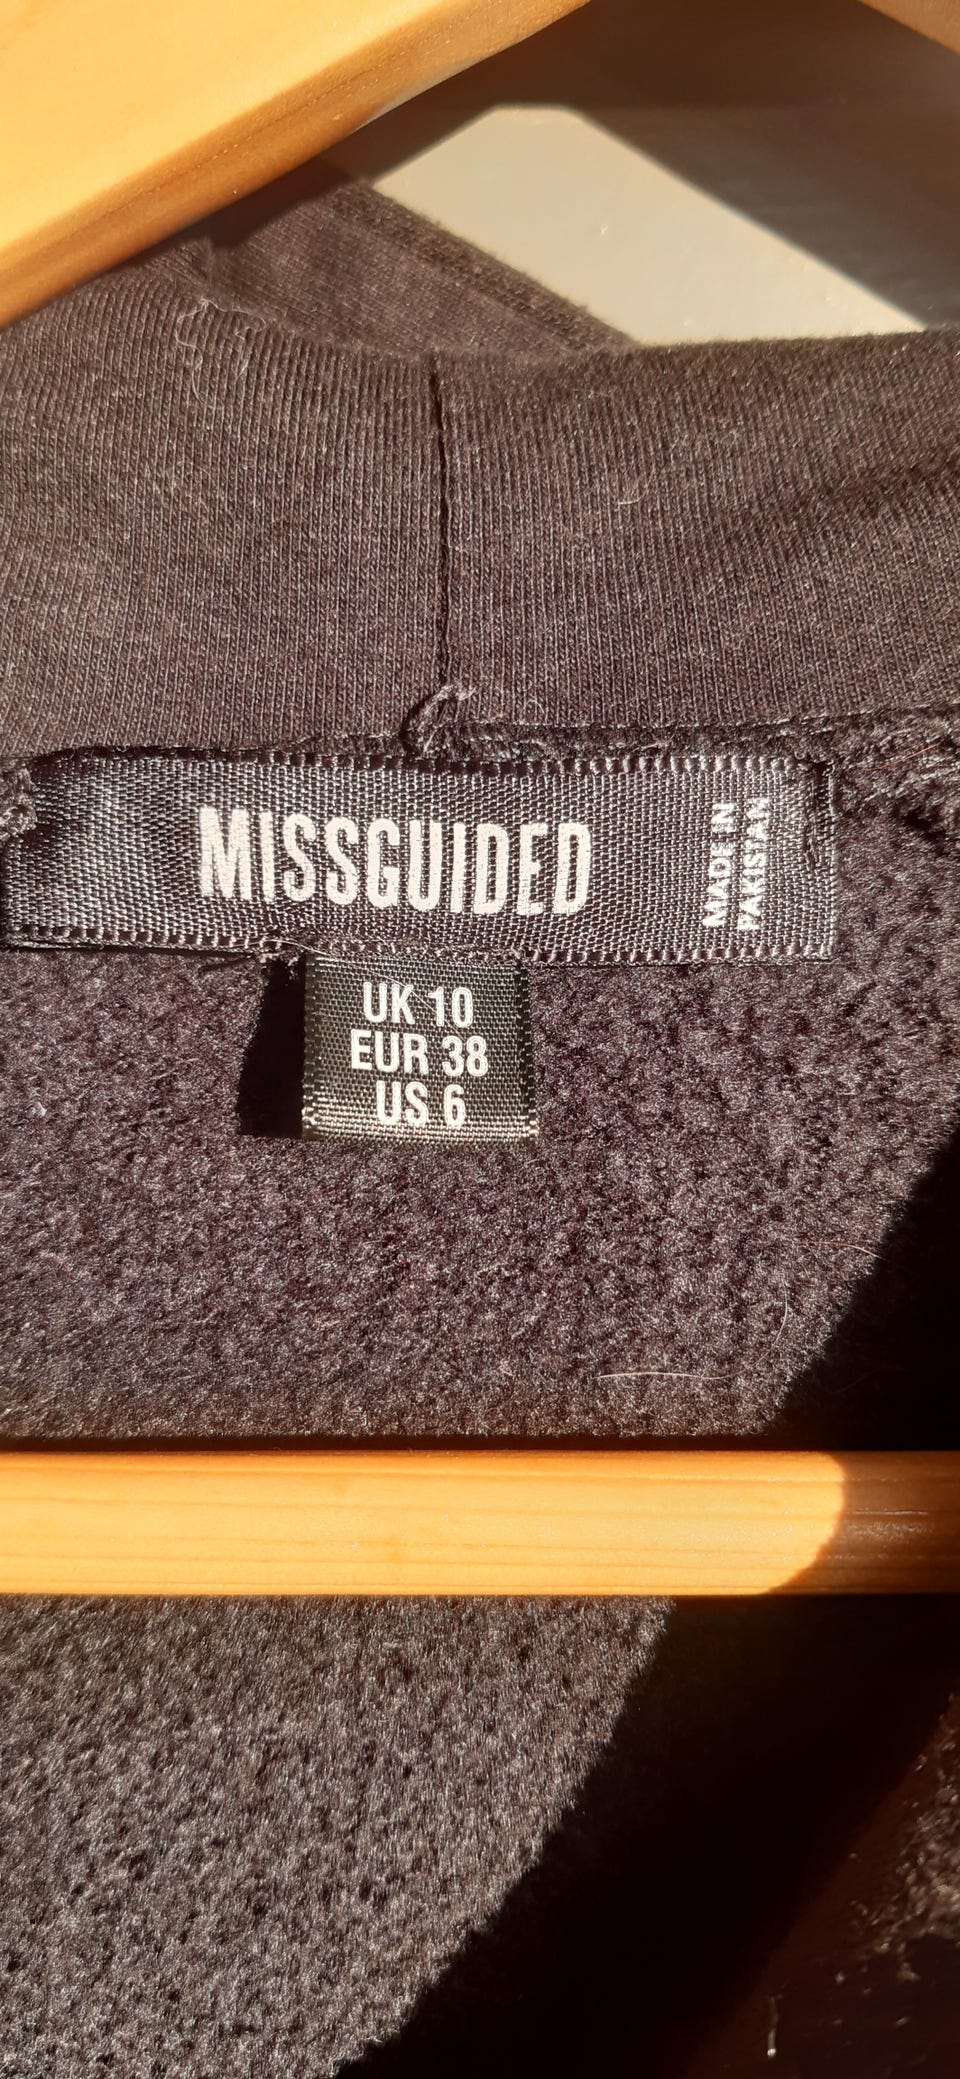 MISSGUIDED
MADE IN
PAKISTAN
UK 10
EUR 38
US 6